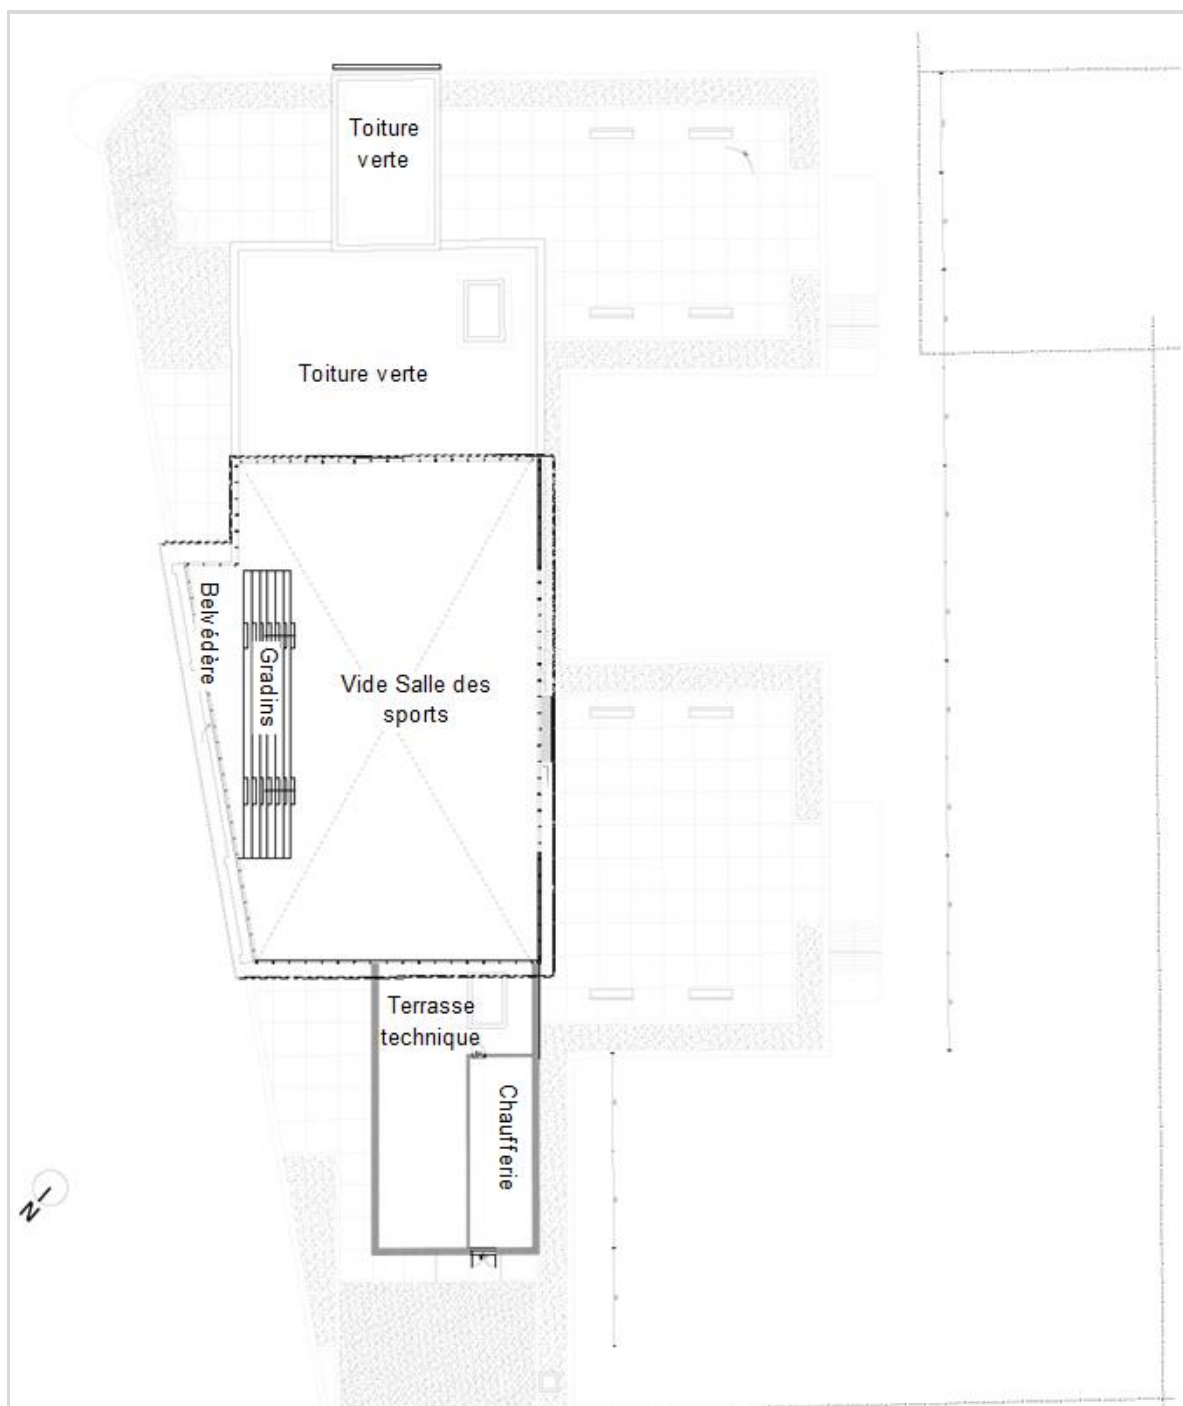 Toiture
verte
Toiture verte
Belvédère
Gradins
Vide Salle des
sports
Terrasse
technique
Chaufferie
N